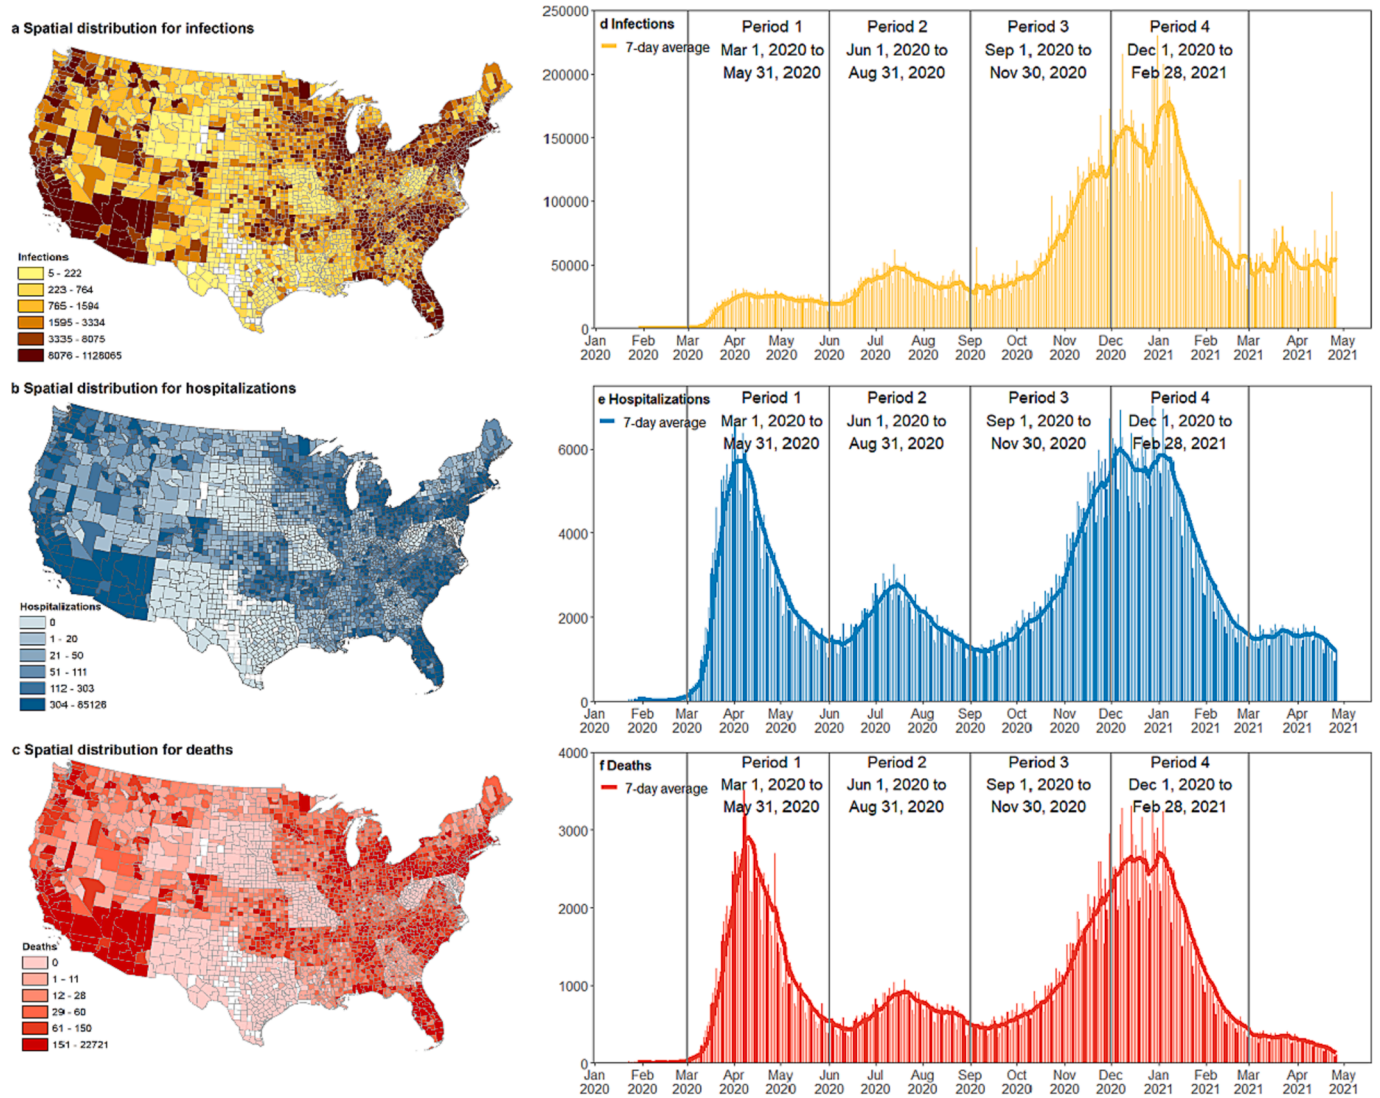 a Spatial distribution for infections
Infections
5 - 222
223 - 764
765 - 1594
1595 - 3334
3335 - 8075
8076 - 1128065
d Infections
7-day average
Period 1
Mar 1, 2020 to
May 31, 2020
Period 2
Jun 1, 2020 to
Aug 31, 2020
Period 3
Sep 1, 2020 to
Nov 30, 2020
Period 4
Dec 1, 2020 to
Feb 28, 2021
250000
200000
150000
100000
50000
0
Jan Feb Mar Apr May Jun Jul Aug Sep Oct Nov Dec Jan Feb Mar Apr May
2020 2020 2020 2020 2020 2020 2020 2020 2020 2020 2020 2020 2021 2021 2021 2021 2021
b Spatial distribution for hospitalizations
Hospitalizations
0
1 - 20
21 - 50
51 - 111
112 - 303
304 - 85126
e Hospitalizations
7-day average
Period 1
Mar 1, 2020 to
May 31, 2020
Period 2
Jun 1, 2020 to
Aug 31, 2020
Period 3
Sep 1, 2020 to
Nov 30, 2020
Period 4
Dec 1, 2020 to
Feb 28, 2021
6000
4000
2000
0
Jan Feb Mar Apr May Jun Jul Aug Sep Oct Nov Dec Jan Feb Mar Apr May
2020 2020 2020 2020 2020 2020 2020 2020 2020 2020 2020 2020 2021 2021 2021 2021 2021
c Spatial distribution for deaths
Deaths
0
1 - 11
12 - 28
29 - 60
61 - 150
151 - 22721
f Deaths
7-day average
Period 1
Mar 1, 2020 to
May 31, 2020
Period 2
Jun 1, 2020 to
Aug 31, 2020
Period 3
Sep 1, 2020 to
Nov 30, 2020
Period 4
Dec 1, 2020 to
Feb 28, 2021
4000
3000
2000
1000
0
Jan Feb Mar Apr May Jun Jul Aug Sep Oct Nov Dec Jan Feb Mar Apr May
2020 2020 2020 2020 2020 2020 2020 2020 2020 2020 2020 2020 2021 2021 2021 2021 2021